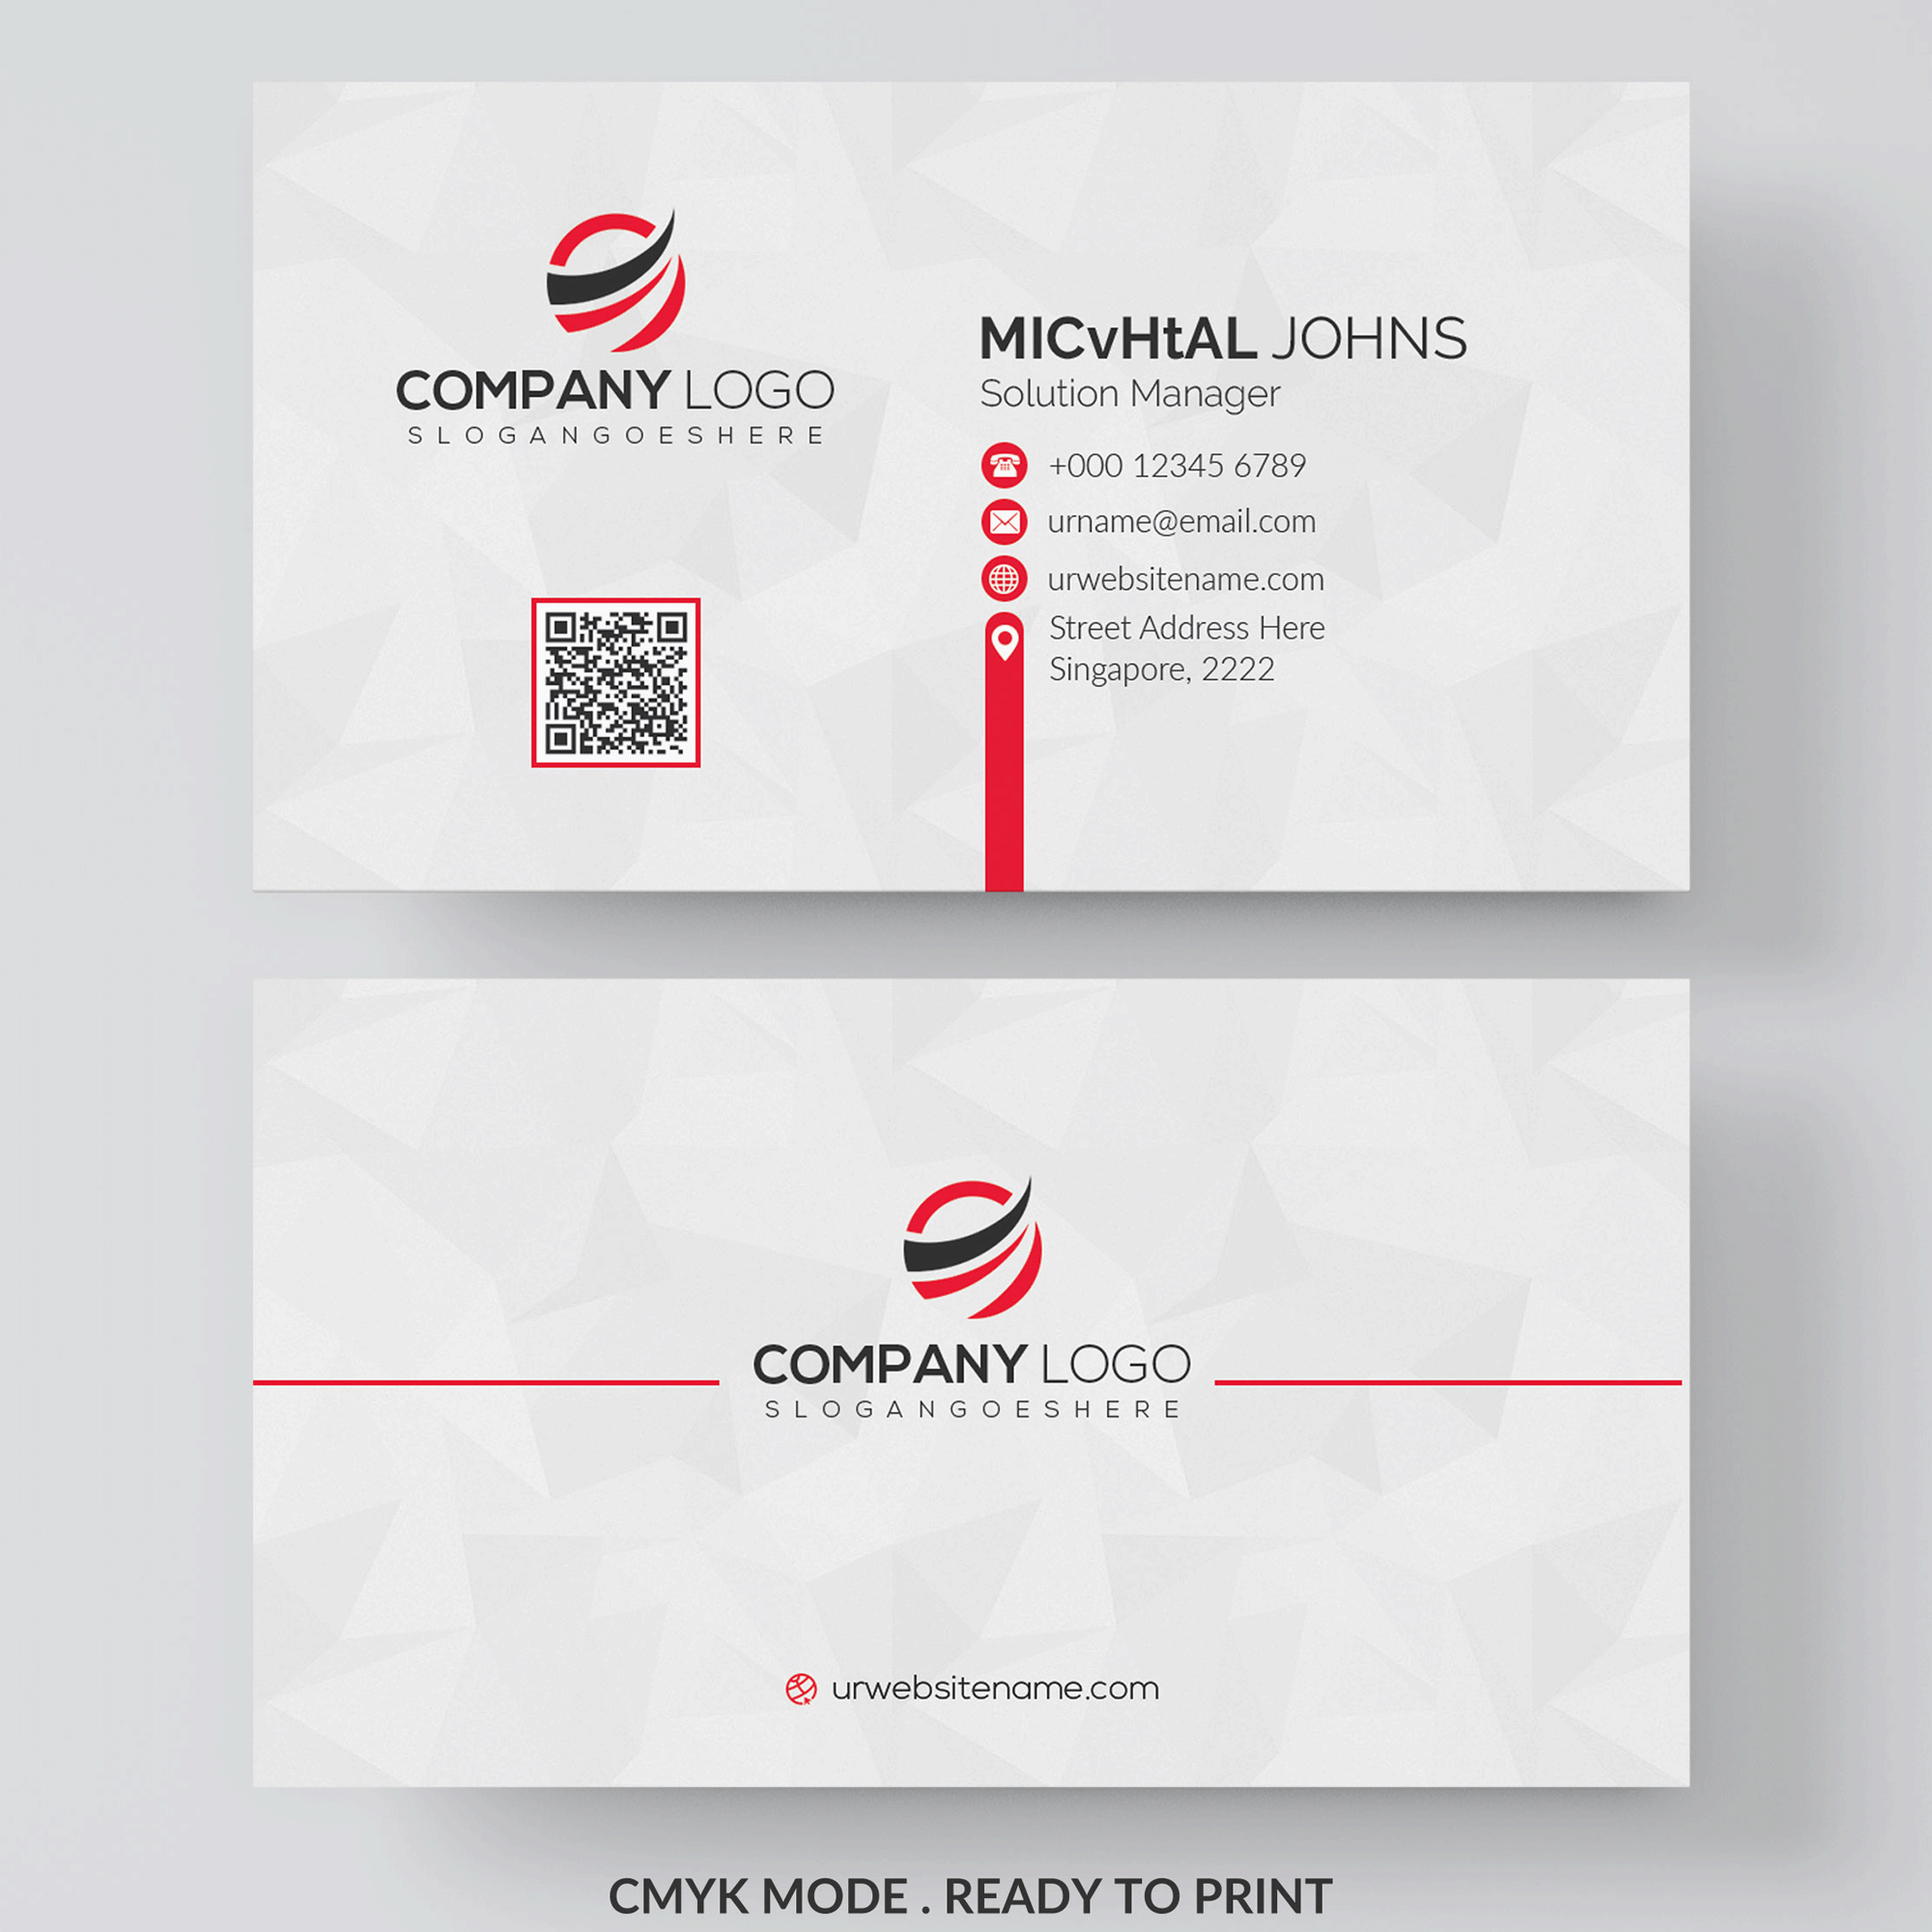 COMPANY LOGO
SLOGANGOESHERE
MICvHtAL JOHNS
Solution Manager
+000 12345 6789
urname@email.com
urwebsitename.com
Street Address Here
Singapore, 2222
COMPANY LOGO
SLOGANGOESHERE
urwebsitename.com
CMYK MODE . READY TO PRINT